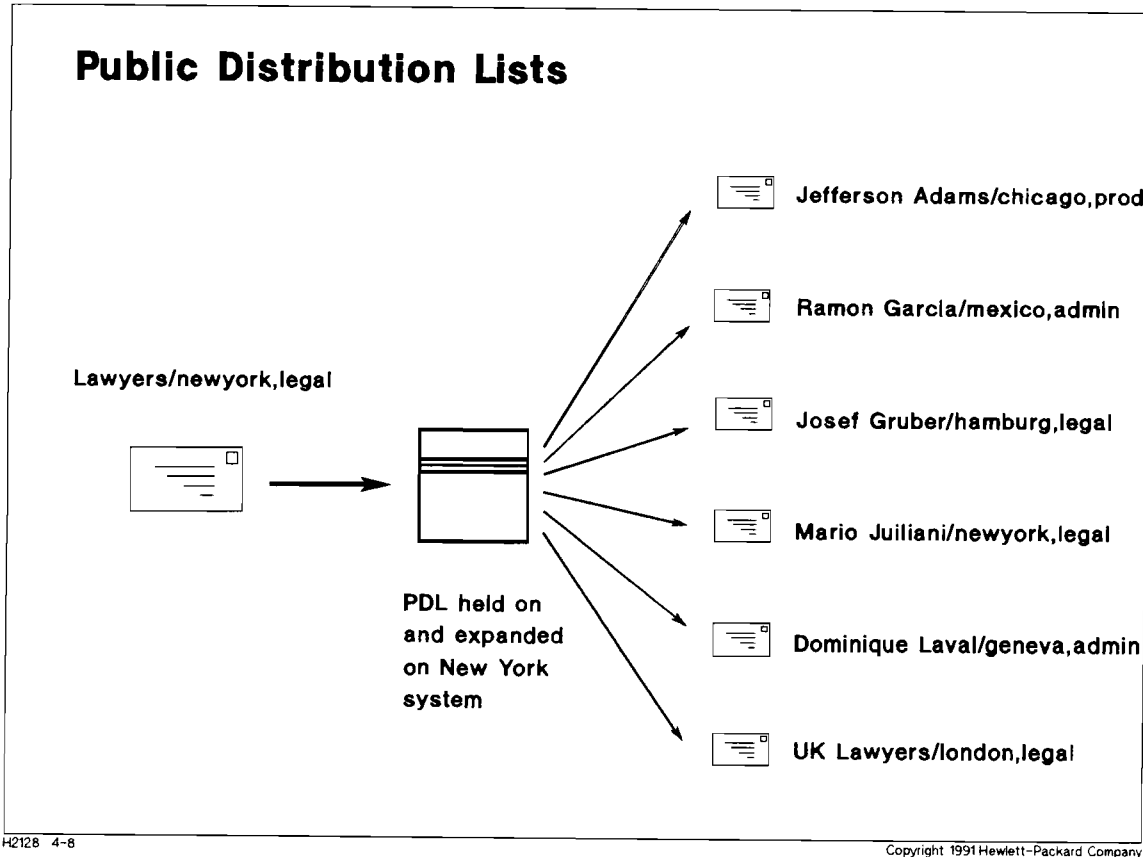 Public Distribution Lists
Jefferson Adams/chicago,prod
Ramon Garcia/mexico,admin
Lawyers/newyork,legal
Josef Gruber/hamburg,legal
Mario Juiliani/newyork,legal
PDL held on
and expanded
on New York
system
Dominique Laval/geneva,admin
UK Lawyers/london,legal
H2128 4-8
Copyright 1991 Hewlett-Packard Company